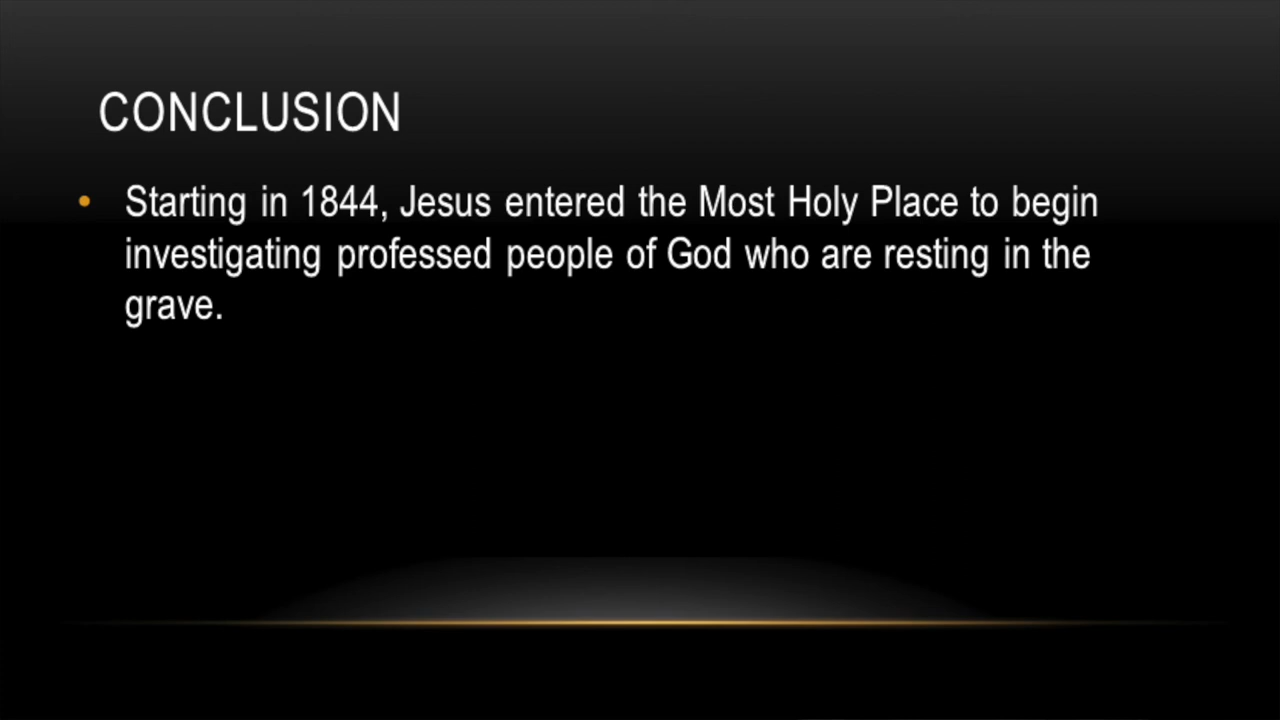 CONCLUSION
• Starting in 1844, Jesus entered the Most Holy Place to begin
investigating professed people of God who are resting in the
grave.